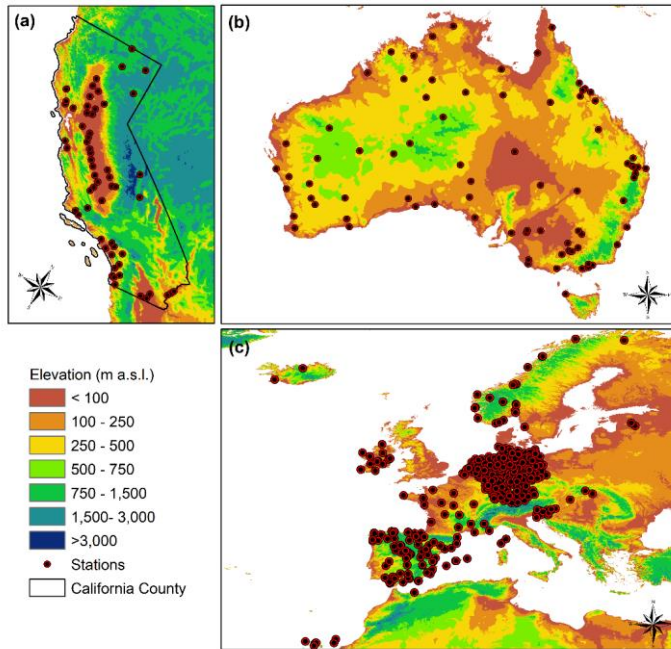 (a)
(b)
Elevation (m a.s.l.)
< 100
100 - 250
250 - 500
500 - 750
750 - 1,500
1,500- 3,000
>3,000
Stations
California County
(c)